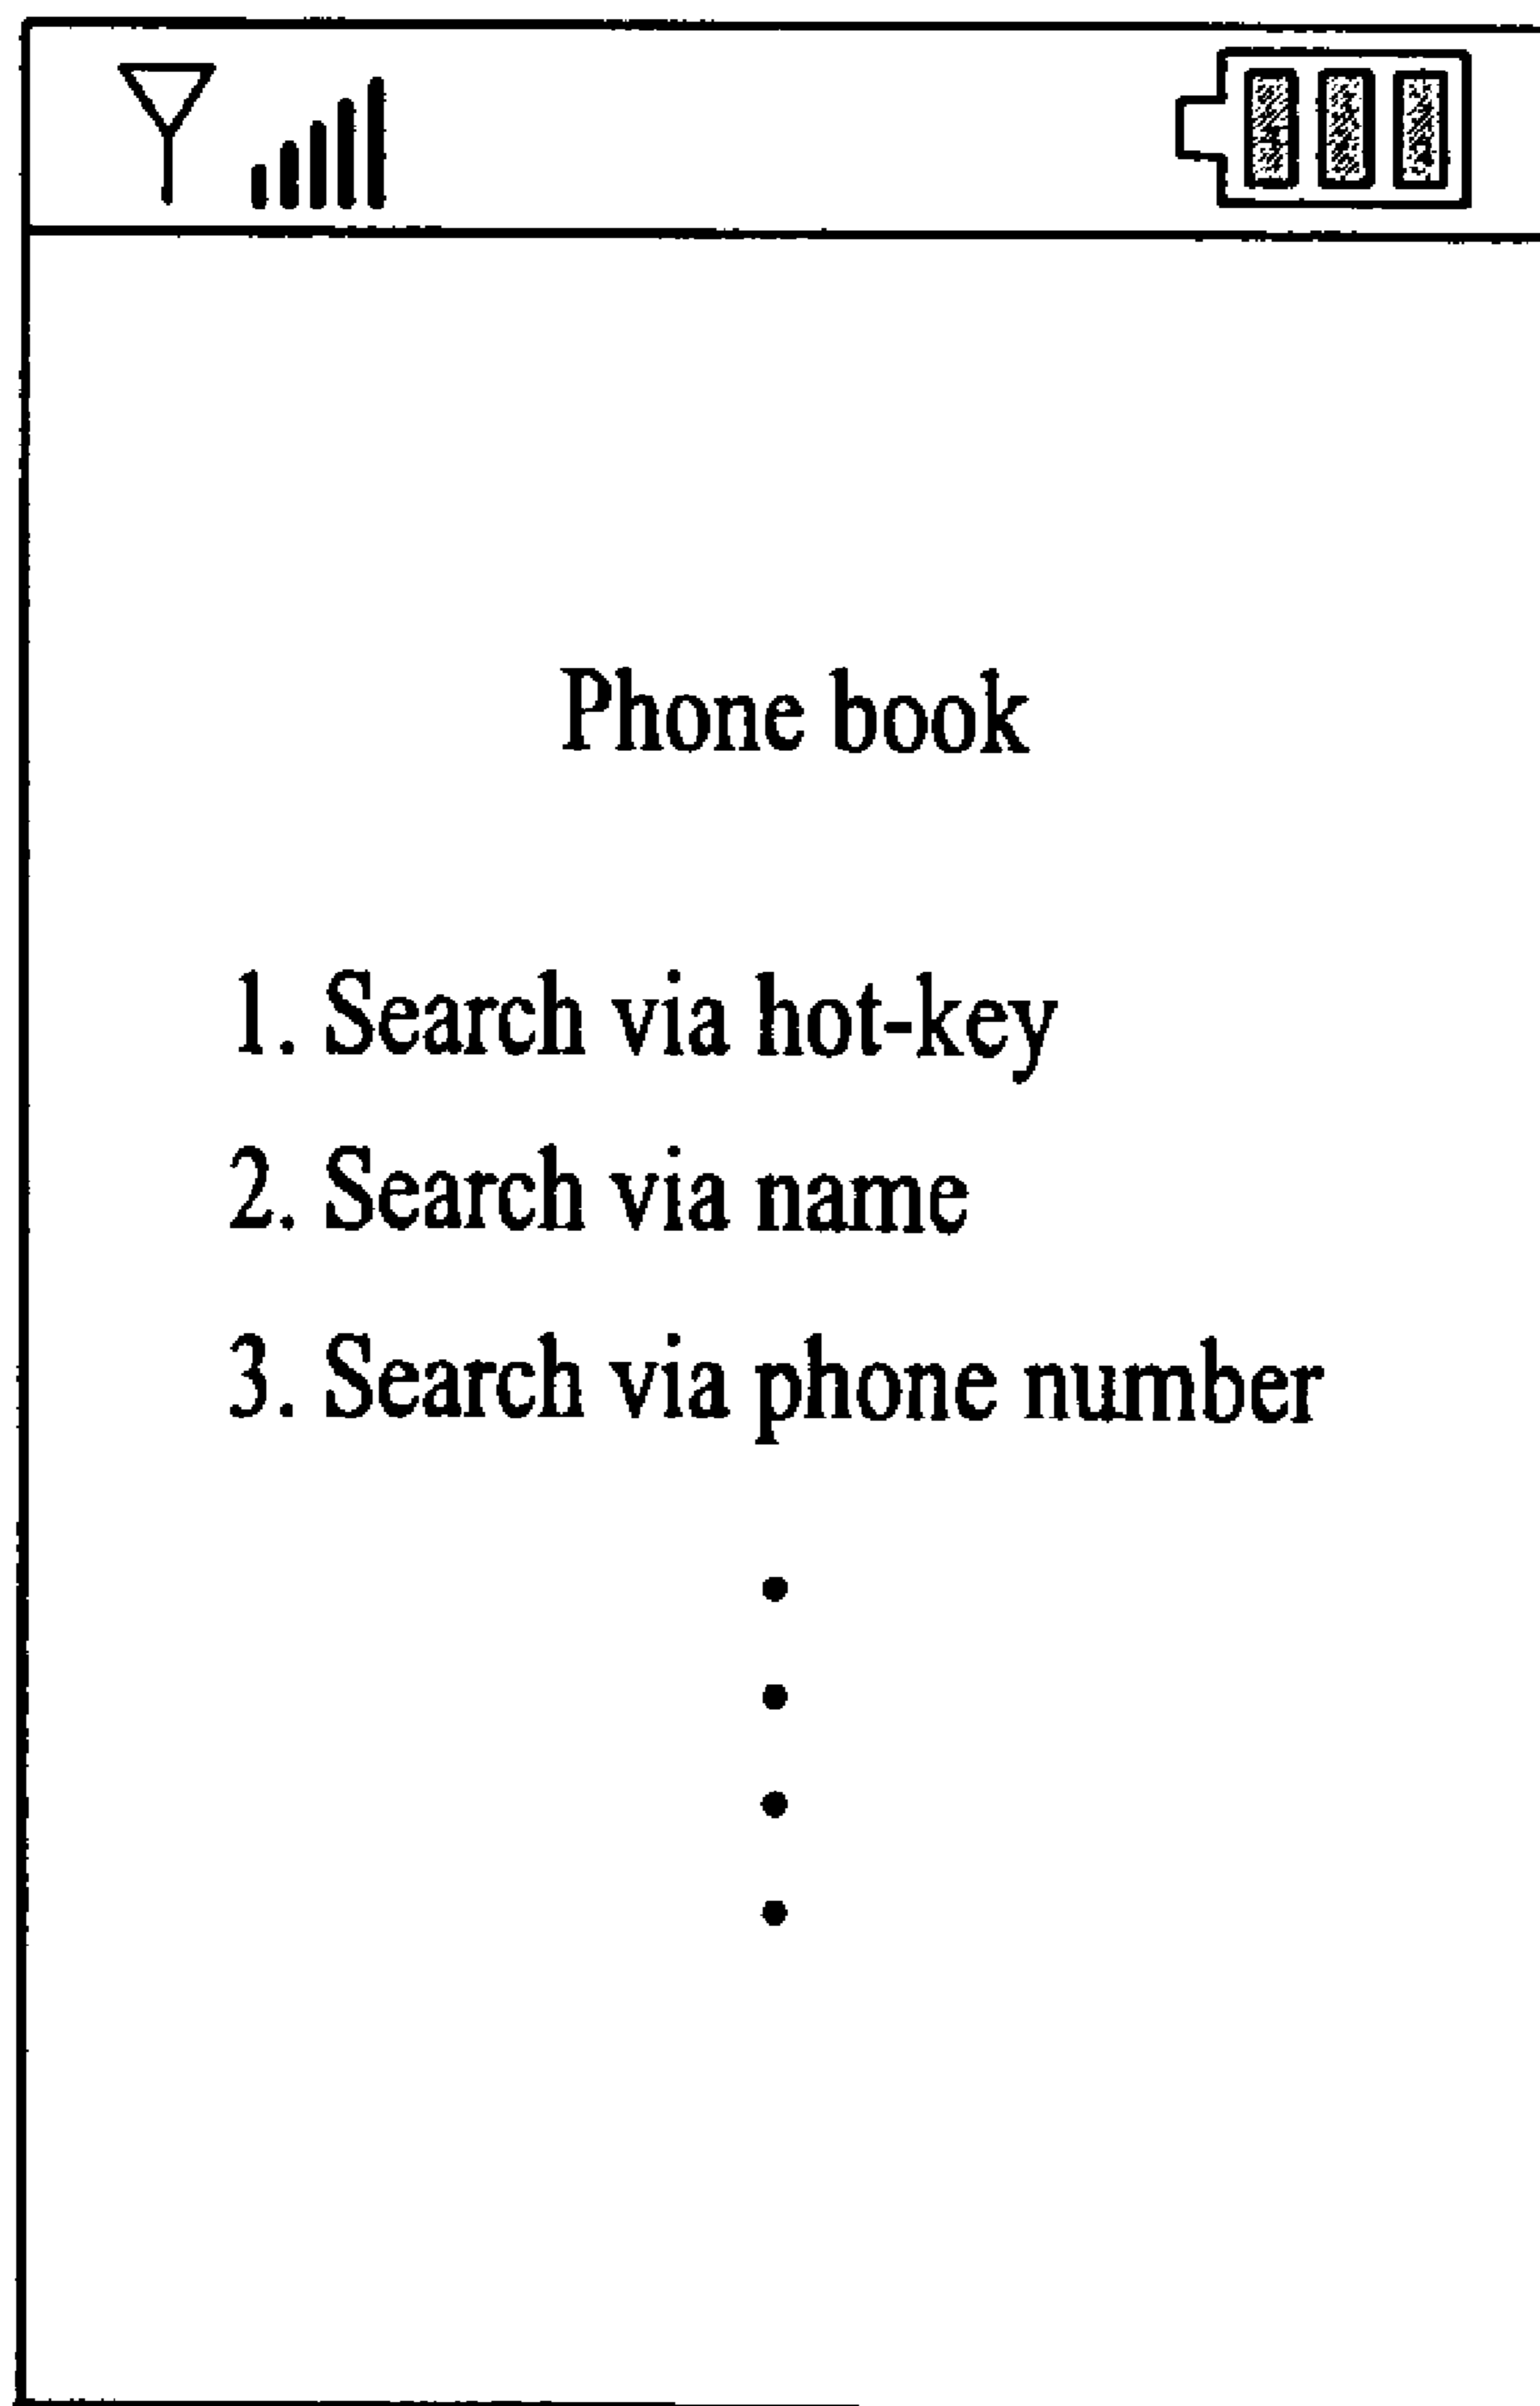 Phone book
1. Search via hot-key
2. Search via name
3. Search via phone number